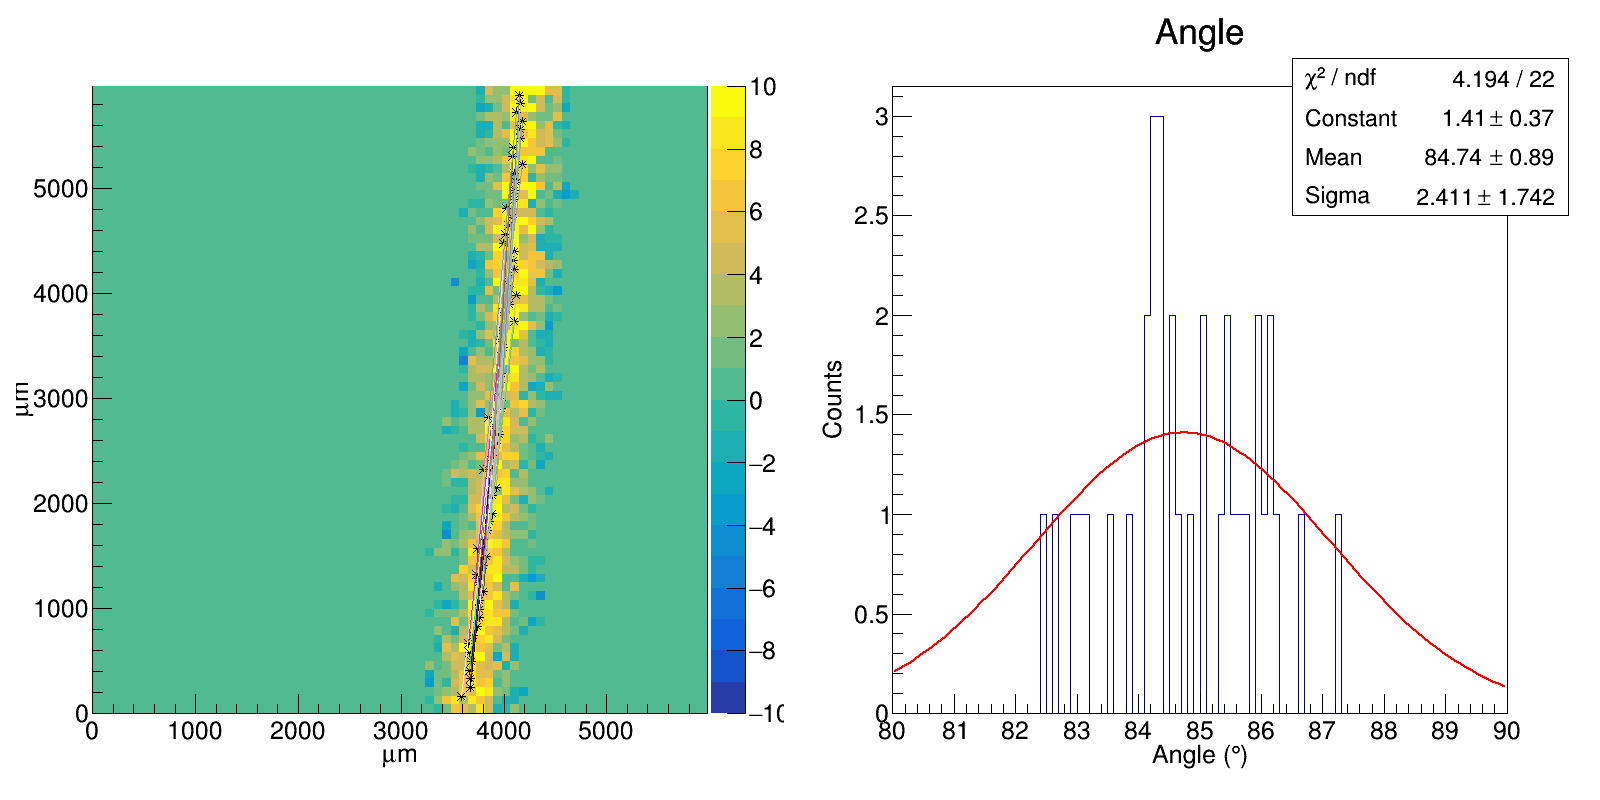 Angle
χ² / ndf 4.194 / 22
Constant 1.41 ± 0.37
Mean 84.74 ± 0.89
Sigma 2.411 ± 1.742
5000
4000
3000
2000
1000
0
μm
0 1000 2000 3000 4000 5000
μm
10
8
6
4
2
0
−2
−4
−6
−8
−10
3
2.5
2
1.5
1
0.5
0
Counts
80 81 82 83 84 85 86 87 88 89 90
Angle (°)